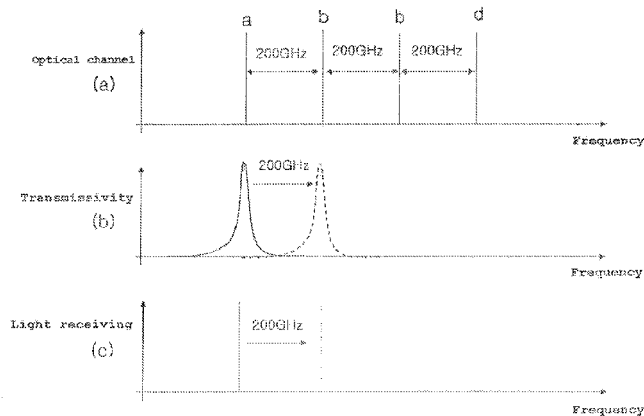 a b b d
200GHz 200GHz 200GHz
Optical channel
(a)
Frequency
200GHz
Transmissivity
(b)
Frequency
200GHz
Light receiving
(c)
Frequency